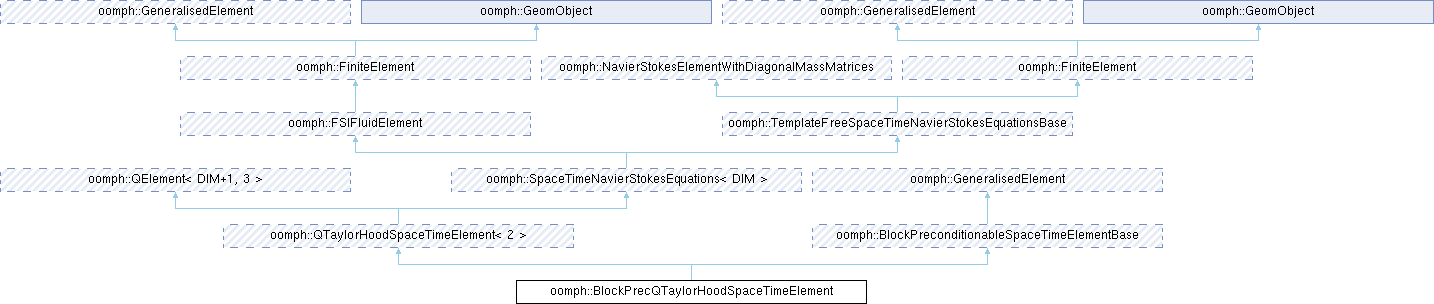 oomph::GeneralisedElement
oomph::GeomObject
oomph::GeneralisedElement
oomph::GeomObject
oomph::FiniteElement
oomph::NavierStokesElementWithDiagonalMassMatrices
oomph::FiniteElement
oomph::FSIFluidElement
oomph::TemplateFreeSpaceTimeNavierStokesEquationsBase
oomph::QElement< DIM+1, 3 >
oomph::SpaceTimeNavierStokesEquations< DIM >
oomph::GeneralisedElement
oomph::QTaylorHoodSpaceTimeElement< 2 >
oomph::BlockPreconditionableSpaceTimeElementBase
oomph::BlockPrecQTaylorHoodSpaceTimeElement